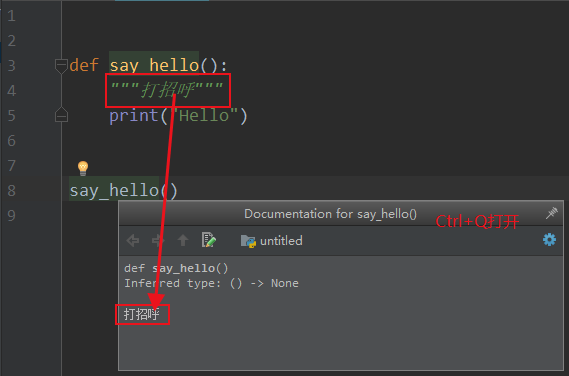 1
2
3 def say_hello():
4 """打招呼"""
5 print("Hello")
6
7
8 say_hello()
9
Documentation for say_hello()
Ctrl+Q打开
untitled
def say_hello()
Inferred type: () -> None
打招呼